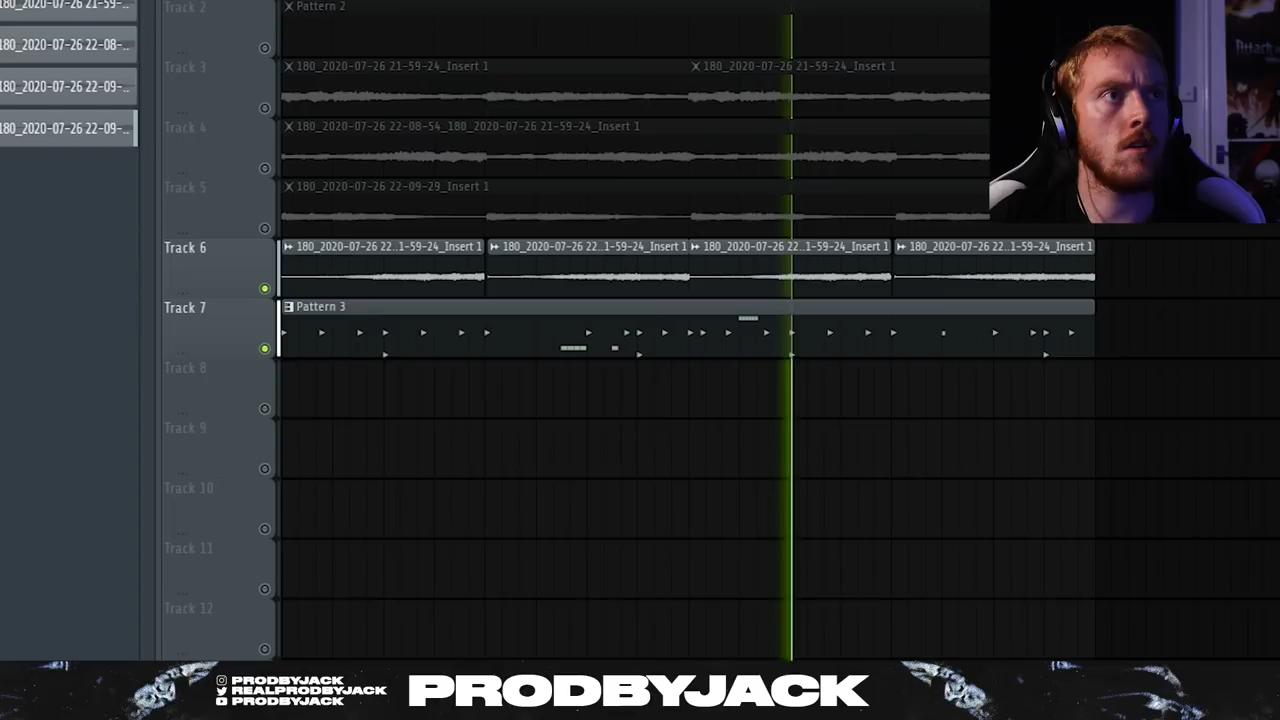 180_2020-07-26 21-59-..
180_2020-07-26 22-08-..
180_2020-07-26 22-09-..
180_2020-07-26 22-09-..
Track 2
Pattern 2
Track 3
180_2020-07-26 21-59-24_Insert 1
180_2020-07-26 21-59-24_Insert 1
Track 4
180_2020-07-26 22-08-54_180_2020-07-26 21-59-24_Insert 1
Track 5
180_2020-07-26 22-09-29_Insert 1
Track 6
180_2020-07-26 22..1-59-24_Insert 1
180_2020-07-26 22..1-59-24_Insert 1
180_2020-07-26 22..1-59-24_Insert 1
180_2020-07-26 22..1-59-24_Insert 1
Track 7
Pattern 3
Track 8
Track 9
Track 10
Track 11
Track 12
Attack
PRODBYJACK
REALPRODBYJACK
PRODBYJACK
PRODBYJACK